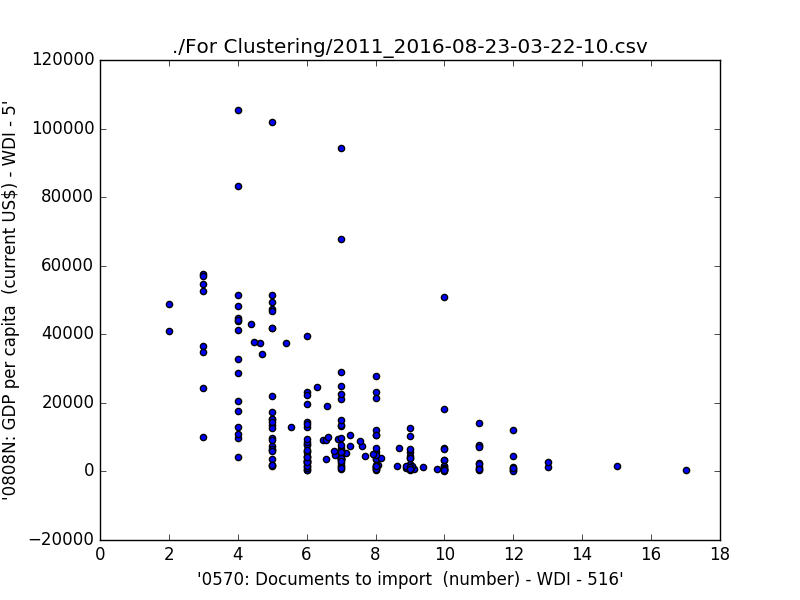 ./For Clustering/2011_2016-08-23-03-22-10.csv
120000
100000
80000
60000
40000
20000
0
−20000
'0808N: GDP per capita  (current US$) - WDI - 5'
0 2 4 6 8 10 12 14 16 18
'0570: Documents to import  (number) - WDI - 516'